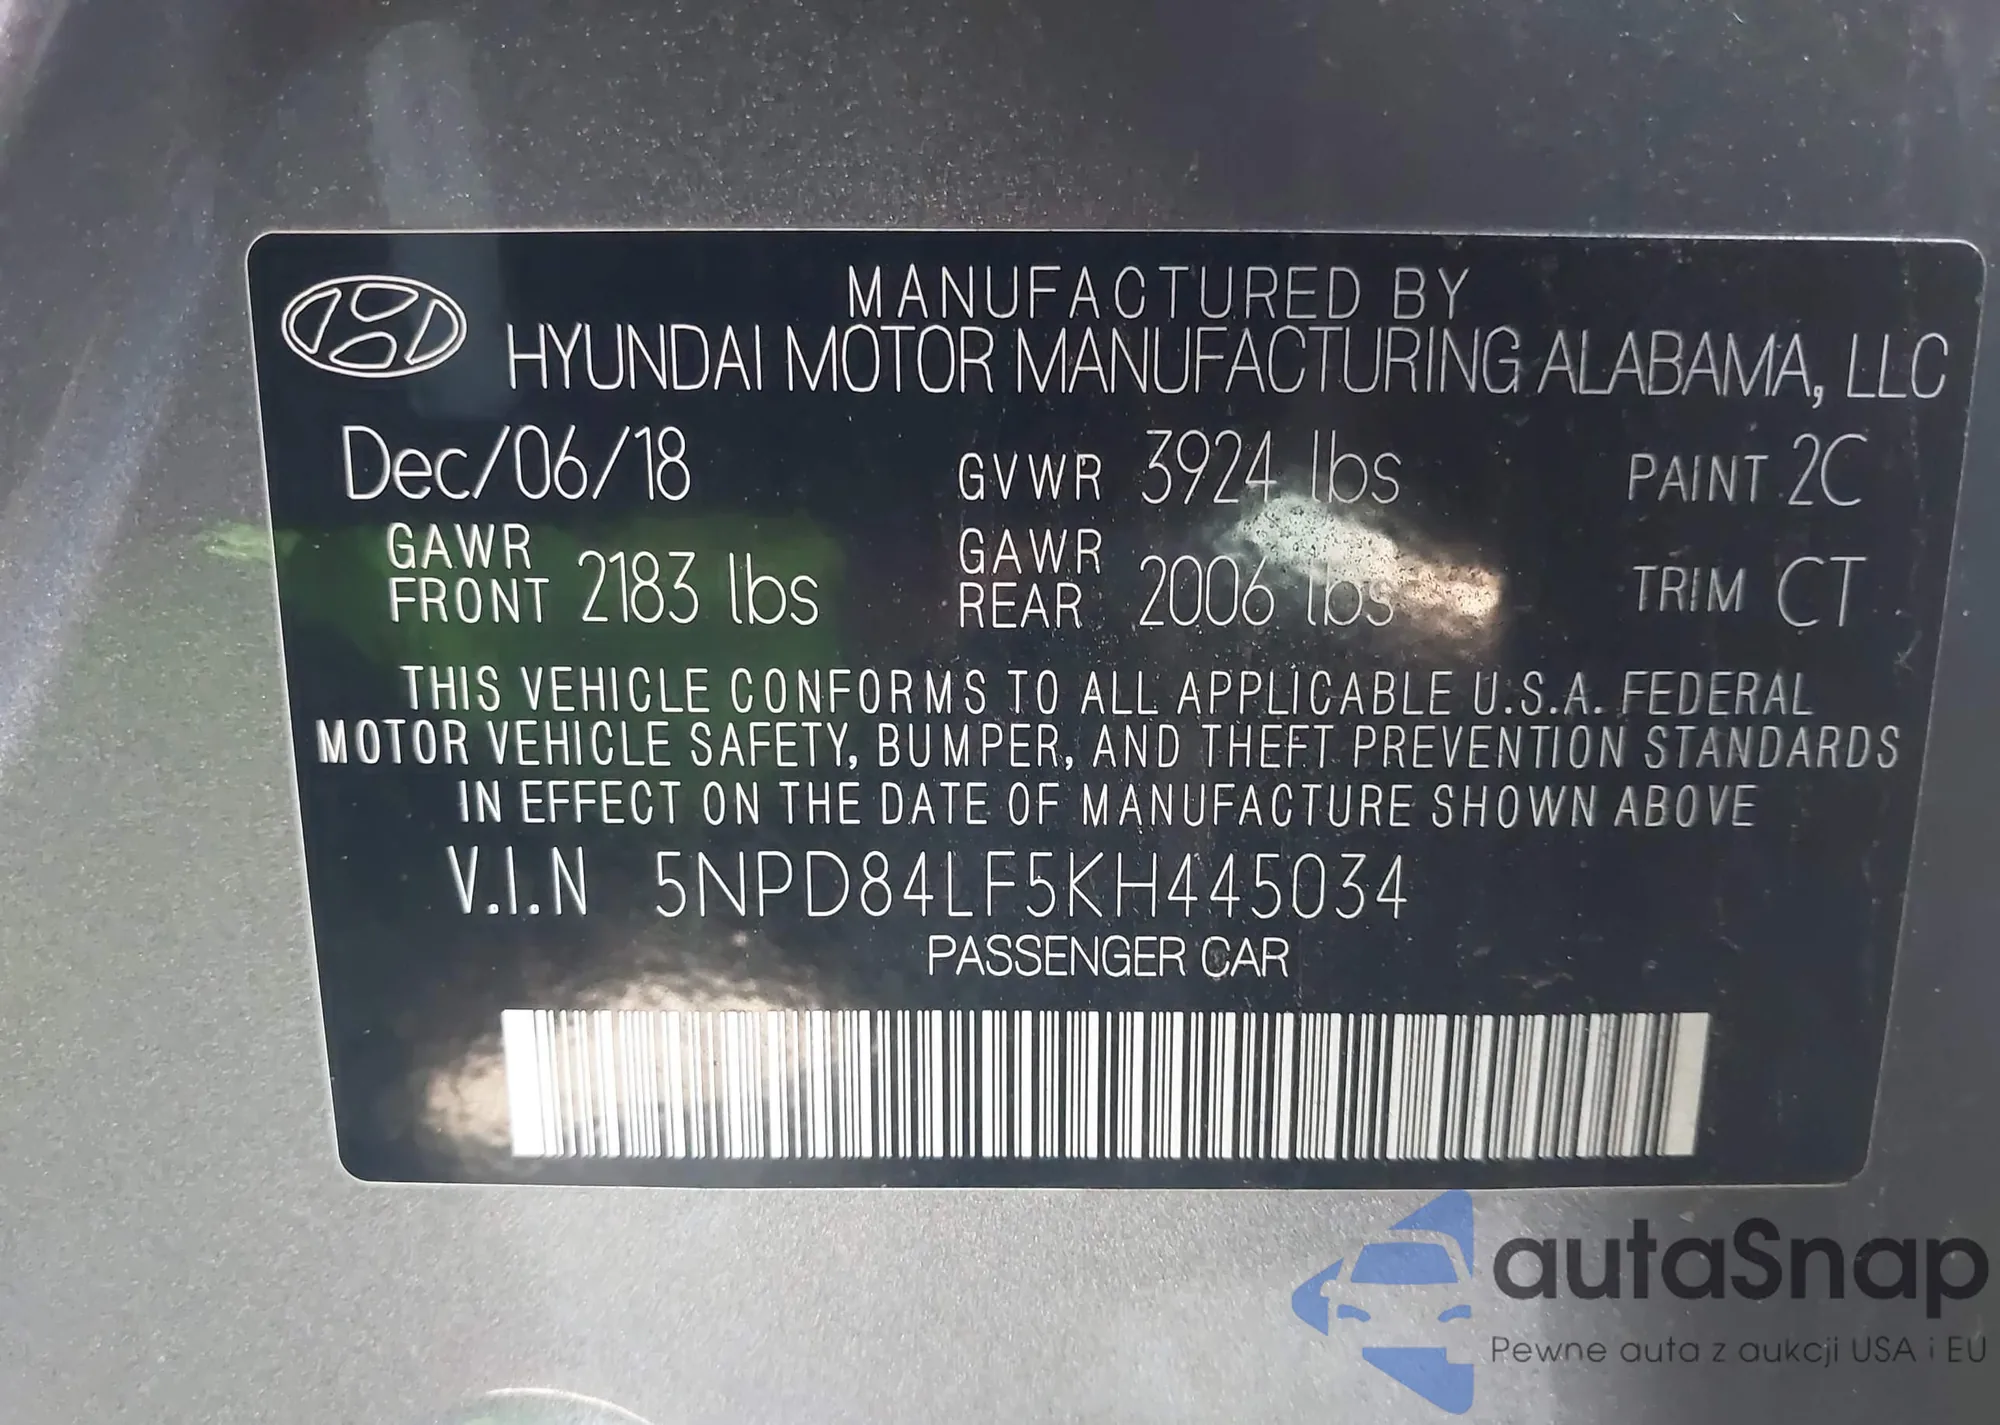 MANUFACTURED BY
HYUNDAI MOTOR MANUFACTURING ALABAMA, LLC
Dec/06/18 GVWR 3924 lbs PAINT 2C
GAWR FRONT 2183 lbs GAWR REAR 2006 lbs TRIM CT
THIS VEHICLE CONFORMS TO ALL APPLICABLE U.S.A. FEDERAL
MOTOR VEHICLE SAFETY, BUMPER, AND THEFT PREVENTION STANDARDS
IN EFFECT ON THE DATE OF MANUFACTURE SHOWN ABOVE
V.I.N 5NPD84LF5KH445034
PASSENGER CAR
autaSnap
Pewne auta z aukcji USA i EU